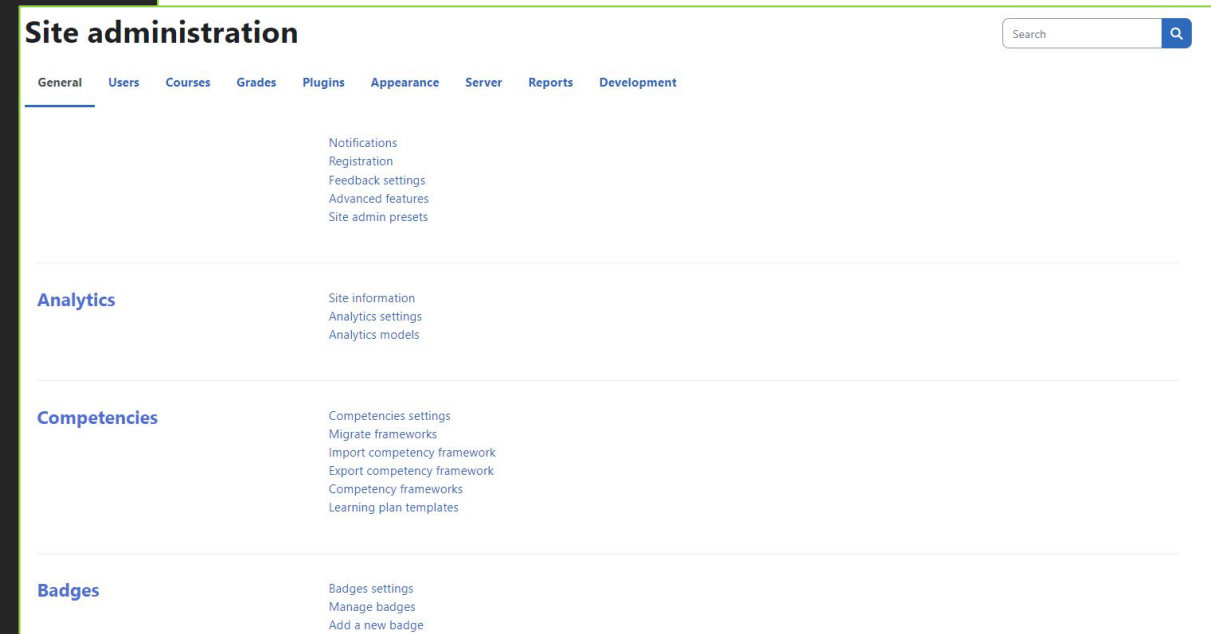 Site administration
Search
General Users Courses Grades Plugins Appearance Server Reports Development
Notifications
Registration
Feedback settings
Advanced features
Site admin presets
Analytics
Site information
Analytics settings
Analytics models
Competencies
Competencies settings
Migrate frameworks
Import competency framework
Export competency framework
Competency frameworks
Learning plan templates
Badges
Badges settings
Manage badges
Add a new badge